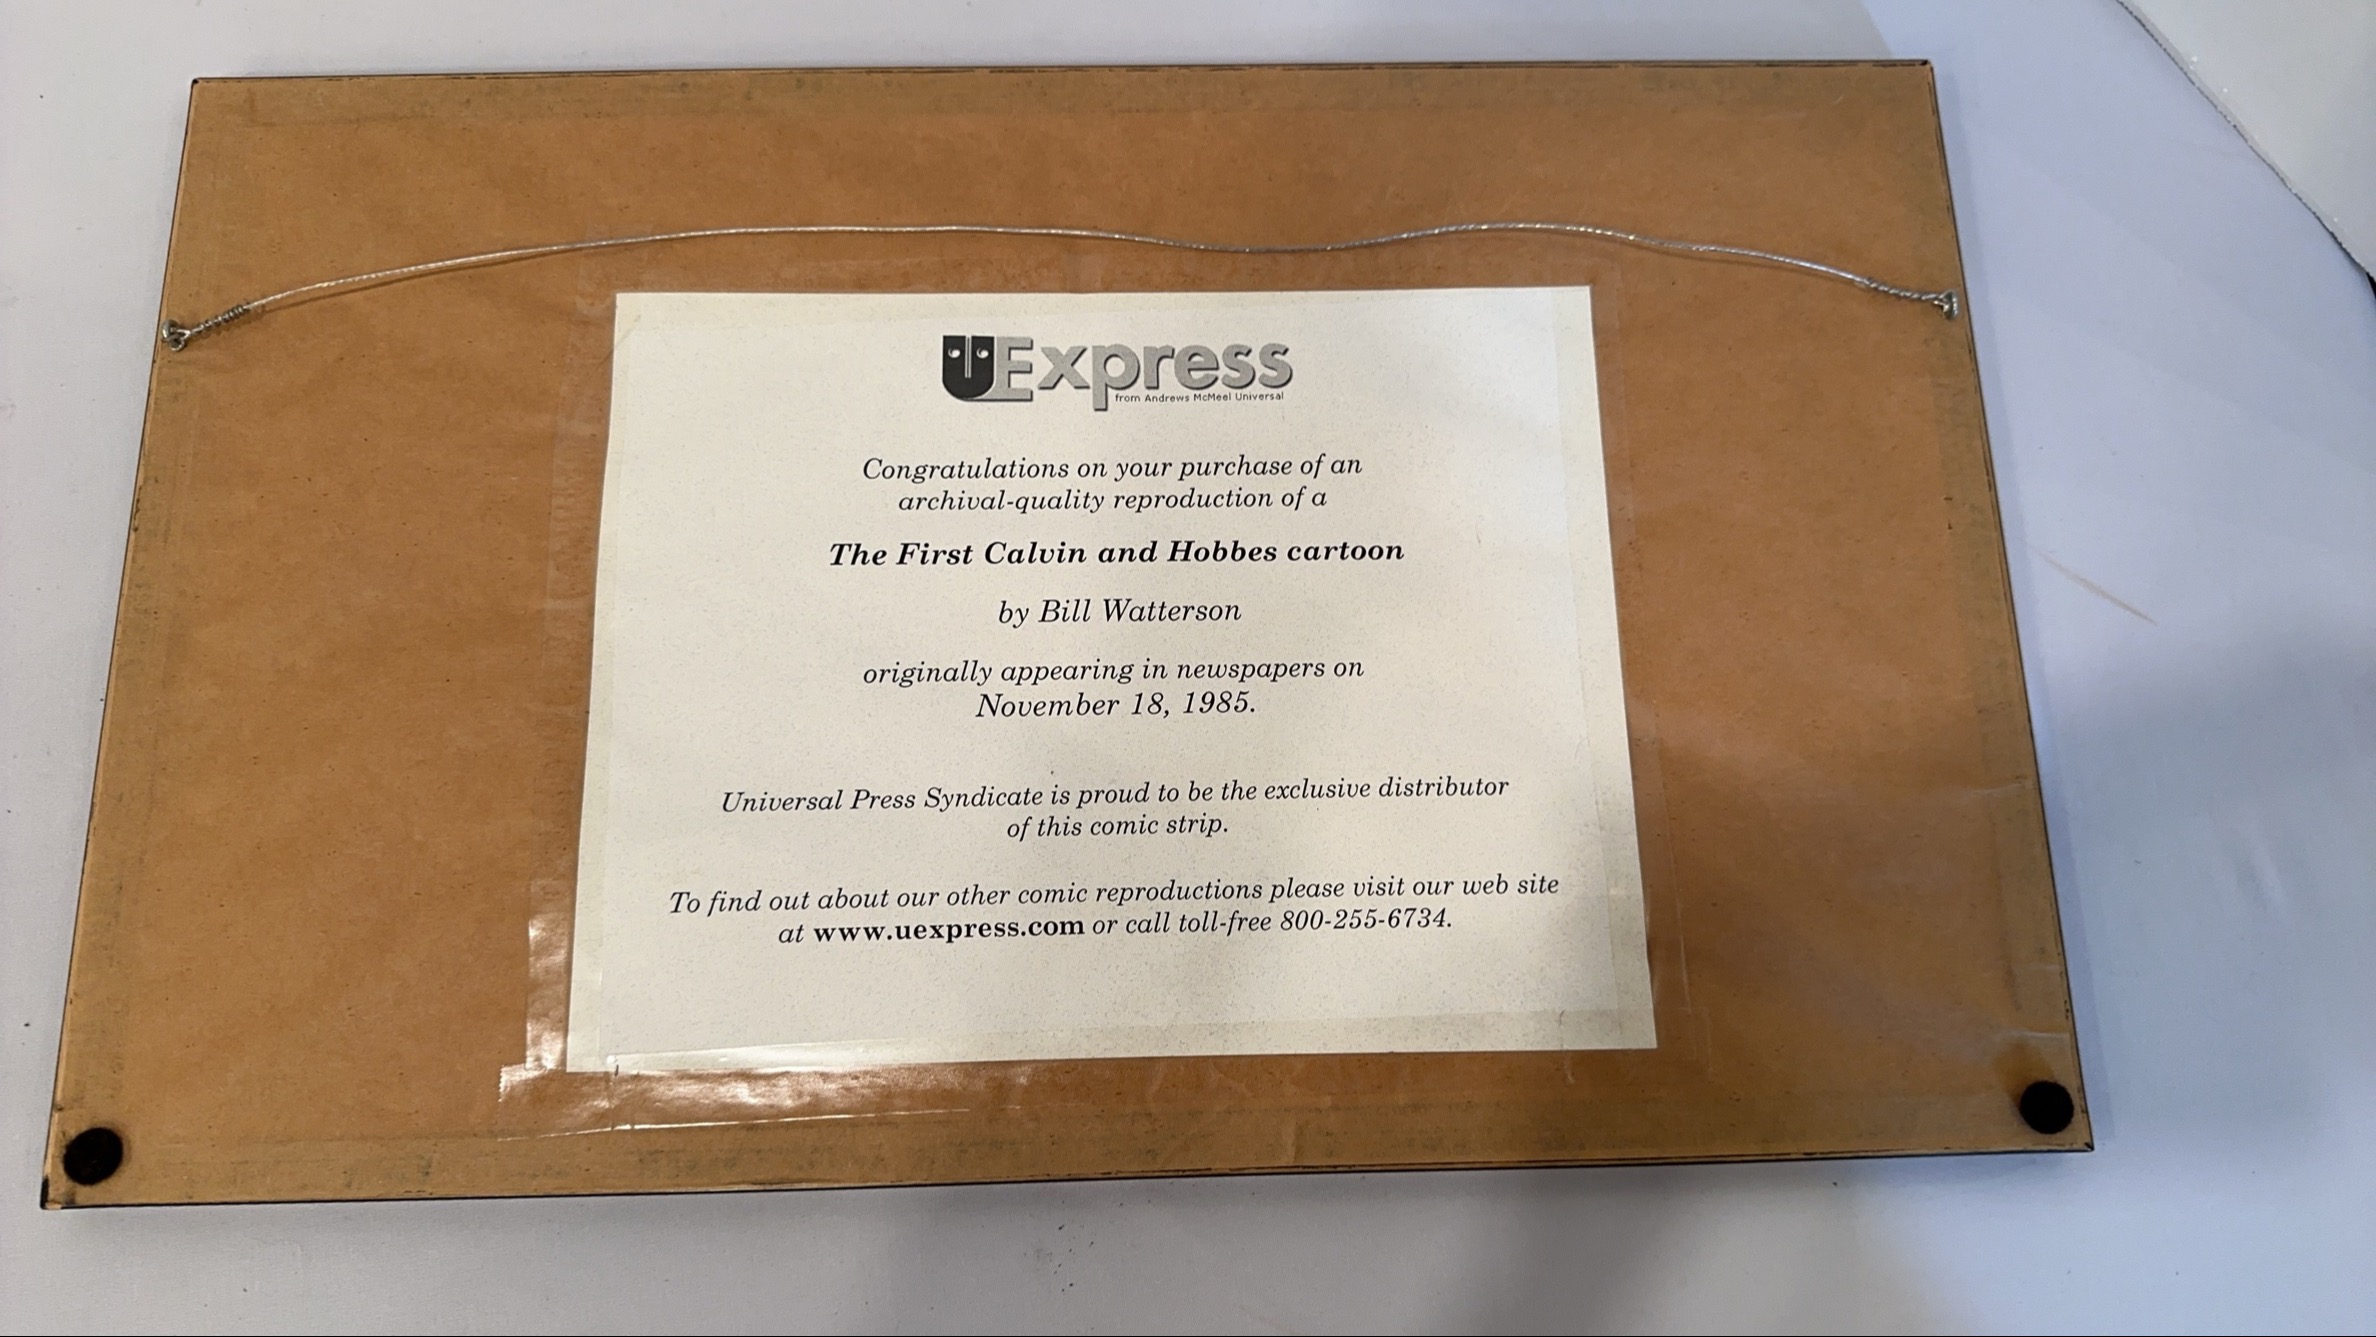 UExpress
from Andrews McMeel Universal
Congratulations on your purchase of an
archival-quality reproduction of a
The First Calvin and Hobbes cartoon
by Bill Watterson
originally appearing in newspapers on
November 18, 1985.
Universal Press Syndicate is proud to be the exclusive distributor
of this comic strip.
To find out about our other comic reproductions please visit our web site
at www.uexpress.com or call toll-free 800-255-6734.